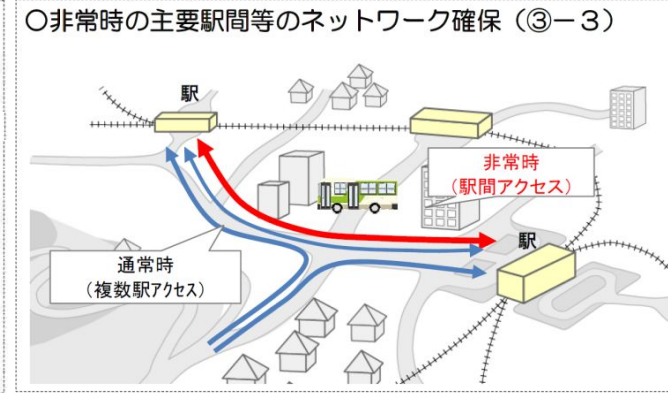 〇非常時の主要駅間等のネットワーク確保（③－３）
駅
非常時
（駅間アクセス）
駅
通常時
（複数駅アクセス）